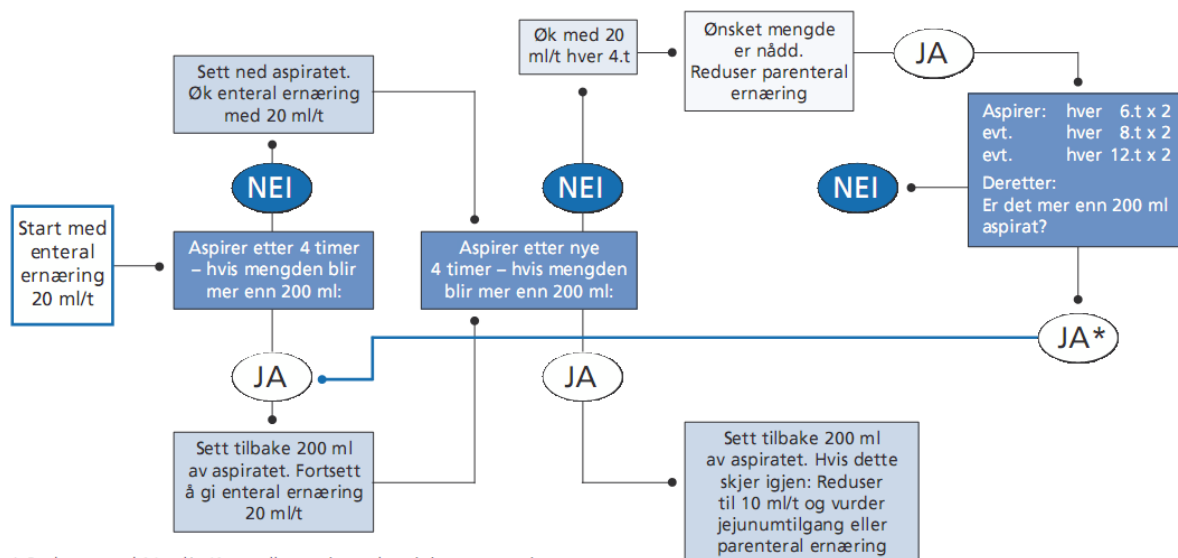 Start med
enteral
ernæring
20 ml/t
Sett ned aspiratet.
Øk enteral ernæring
med 20 ml/t
NEI
Aspirer etter 4 timer
– hvis mengden blir
mer enn 200 ml:
JA
Sett tilbake 200 ml
av aspiratet. Fortsett
å gi enteral ernæring
20 ml/t
Øk med 20
ml/t hver 4.t
NEI
Aspirer etter nye
4 timer – hvis mengden
blir mer enn 200 ml:
JA
Sett tilbake 200 ml
av aspiratet. Hvis dette
skjer igjen: Reduser
til 10 ml/t og vurder
jejunumtilgang eller
parenteral ernæring
Ønsket mengde
er nådd.
Reduser parenteral
ernæring
JA
Aspirer: hver 6.t x 2
evt. hver 8.t x 2
evt. hver 12.t x 2
Deretter:
Er det mer enn 200 ml
aspirat?
NEI
JA*